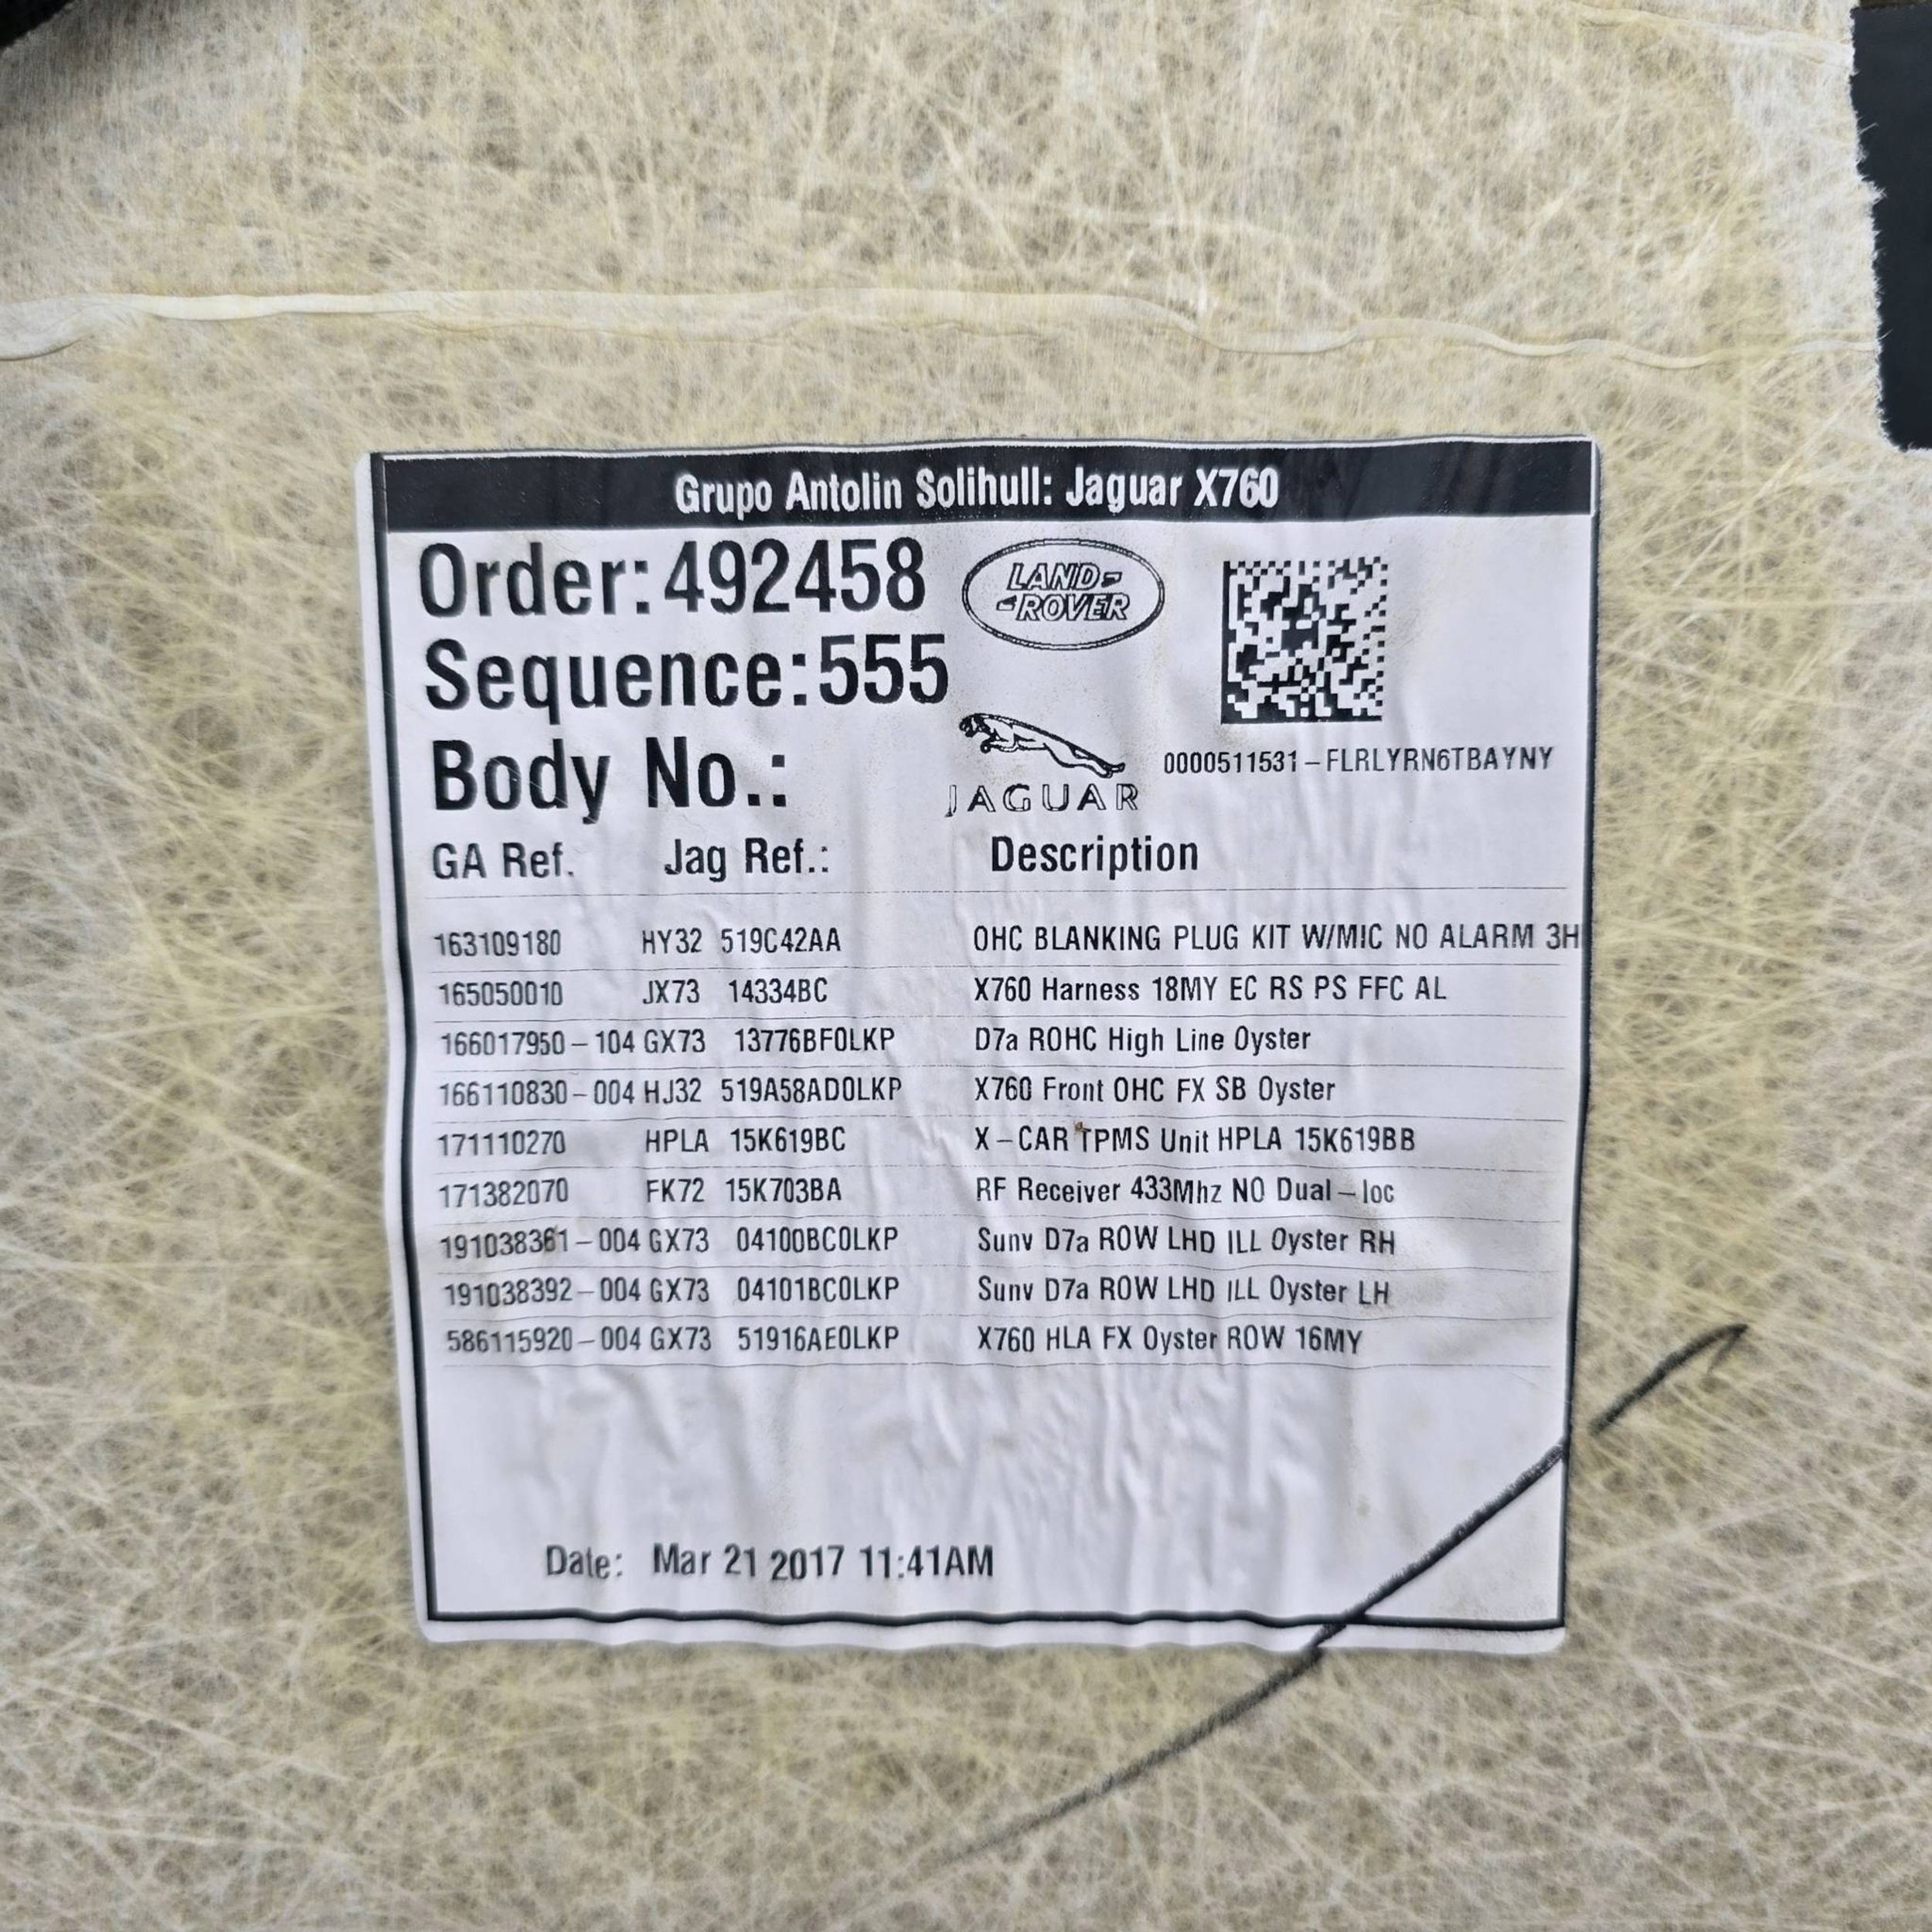 Grupo Antolin Solihull: Jaguar X760
Order:492458
LAND-
-ROVER
Sequence:555
Body No.:
JAGUAR
0000511531-FLRLYRN6TBAYNY
GA Ref. Jag Ref.: Description
163109180 HY32 519C42AA OHC BLANKING PLUG KIT W/MIC NO ALARM 3H
165050010 JX73 14334BC X760 Harness 18MY EC RS PS FFC AL
166017950-104 GX73 13776BF0LKP D7a ROHC High Line Oyster
166110830-004 HJ32 519A58AD0LKP X760 Front OHC FX SB Oyster
171110270 HPLA 15K619BC X-CAR TPMS Unit HPLA 15K619BB
171382070 FK72 15K703BA RF Receiver 433Mhz NO Dual-loc
191038361-004 GX73 04100BC0LKP Sunv D7a ROW LHD ILL Oyster RH
191038392-004 GX73 04101BC0LKP Sunv D7a ROW LHD ILL Oyster LH
586115920-004 GX73 51916AE0LKP X760 HLA FX Oyster ROW 16MY
Date: Mar 21 2017 11:41AM